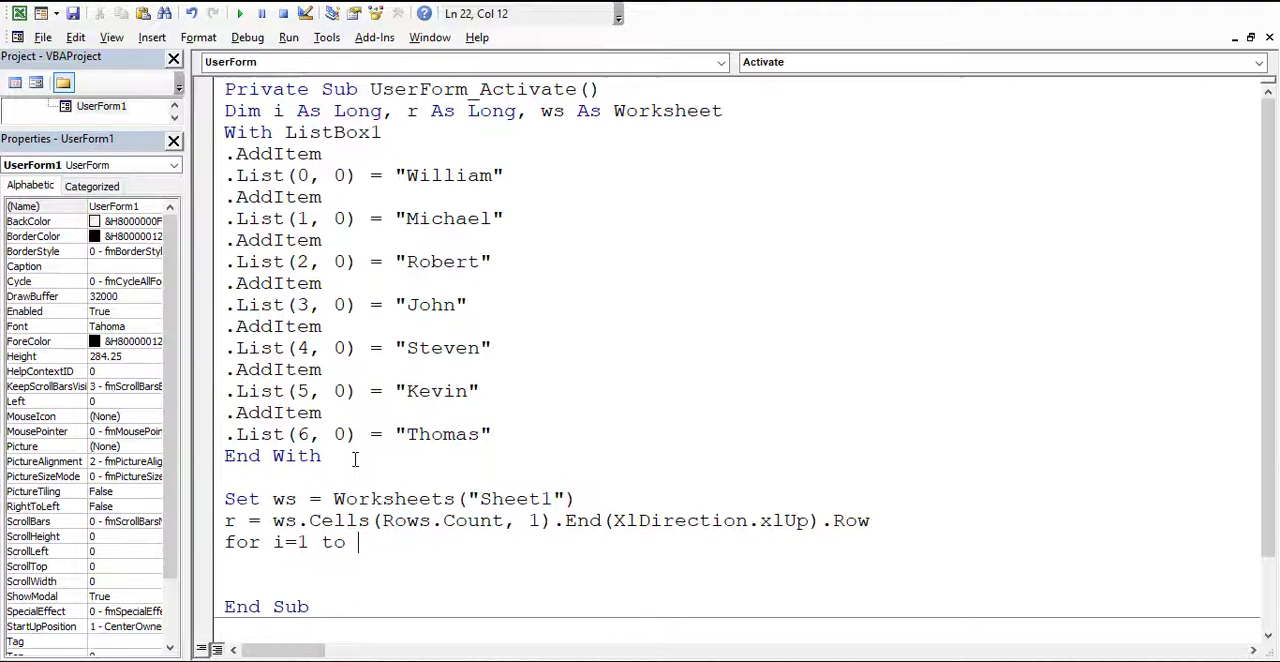 Ln 22, Col 12
File Edit View Insert Format Debug Run Tools Add-Ins Window Help
Project - VBAProject
UserForm1
Properties - UserForm1
UserForm1 UserForm
Alphabetic Categorized
(Name) UserForm1
BackColor &H8000000F
BorderColor &H80000012
BorderStyle 0 - fmBorderStyl
Caption
Cycle 0 - fmCycleAllFo
DrawBuffer 32000
Enabled True
Font Tahoma
ForeColor &H80000012
Height 284.25
HelpContextID 0
KeepScrollBarsVisi 3 - fmScrollBarsB
Left 0
MouseIcon (None)
MousePointer 0 - fmMousePoin
Picture (None)
PictureAlignment 2 - fmPictureAlig
PictureSizeMode 0 - fmPictureSize
PictureTiling False
RightToLeft False
ScrollBars 0 - fmScrollBarsN
ScrollHeight 0
ScrollLeft 0
ScrollTop 0
ScrollWidth 0
ShowModal True
SpecialEffect 0 - fmSpecialEffe
StartUpPosition 1 - CenterOwne
Tag
UserForm
Activate
Private Sub UserForm_Activate()
Dim i As Long, r As Long, ws As Worksheet
With ListBox1
.AddItem
.List(0, 0) = "William"
.AddItem
.List(1, 0) = "Michael"
.AddItem
.List(2, 0) = "Robert"
.AddItem
.List(3, 0) = "John"
.AddItem
.List(4, 0) = "Steven"
.AddItem
.List(5, 0) = "Kevin"
.AddItem
.List(6, 0) = "Thomas"
End With
Set ws = Worksheets("Sheet1")
r = ws.Cells(Rows.Count, 1).End(XlDirection.xlUp).Row
for i=1 to
End Sub